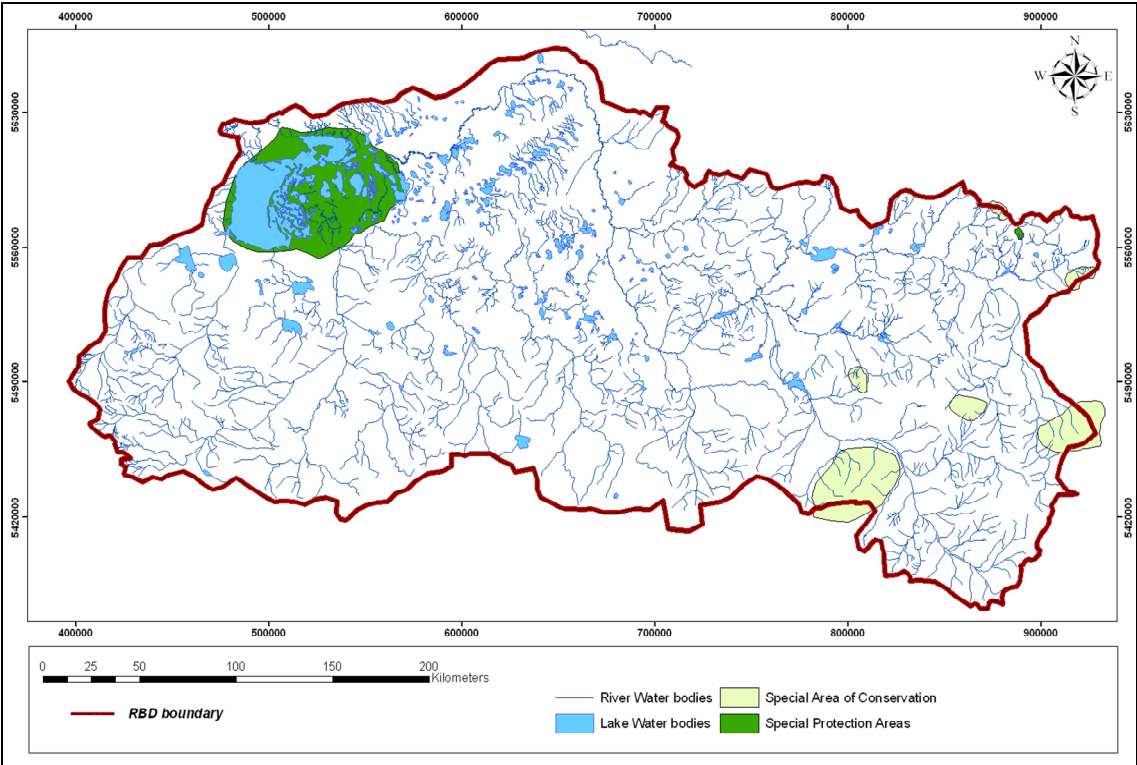 400000 500000 600000 700000 800000 900000
N
W E
S
5630000 5630000
5560000 5560000
5490000 5490000
5420000 5420000
400000 500000 600000 700000 800000 900000
0 25 50 100 150 200
Kilometers
RBD boundary
River Water bodies
Lake Water bodies
Special Area of Conservation
Special Protection Areas